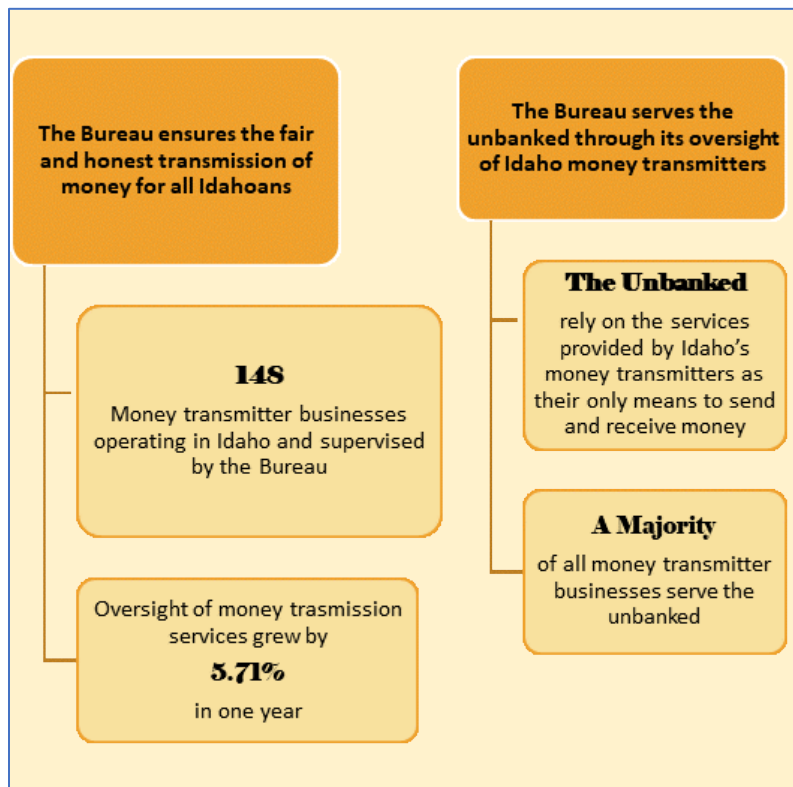 The Bureau ensures the fair
and honest transmission of
money for all Idahoans
148
Money transmitter businesses
operating in Idaho and supervised
by the Bureau
Oversight of money trasmission
services grew by
5.71%
in one year
The Bureau serves the
unbanked through its oversight
of Idaho money transmitters
The Unbanked
rely on the services
provided by Idaho’s
money transmitters as
their only means to send
and receive money
A Majority
of all money transmitter
businesses serve the
unbanked